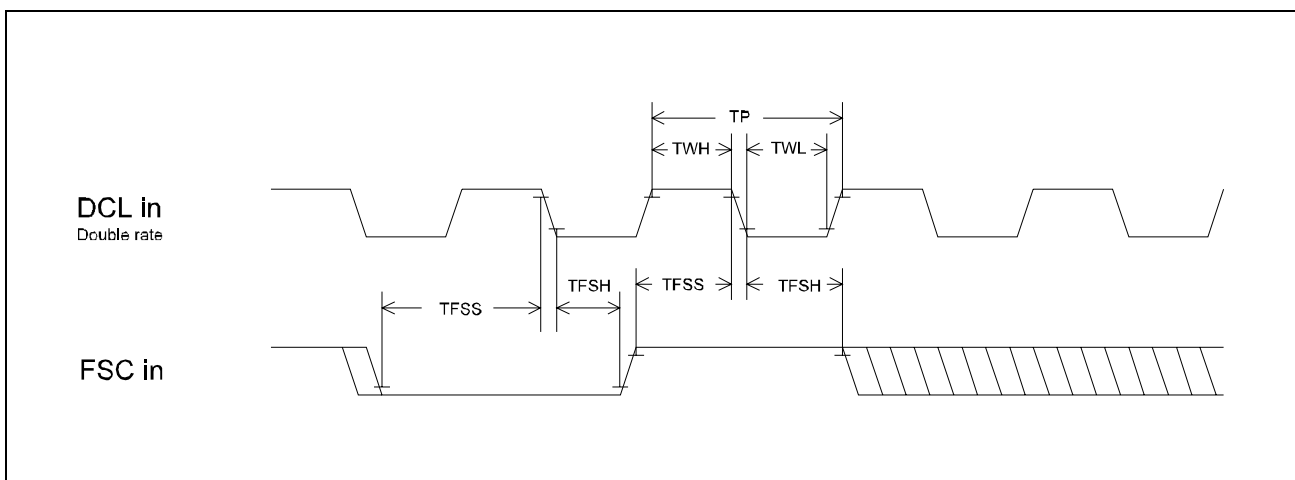 TP
TWH TWL
DCL in
Double rate
TFSS TFSH TFSS TFSH
FSC in